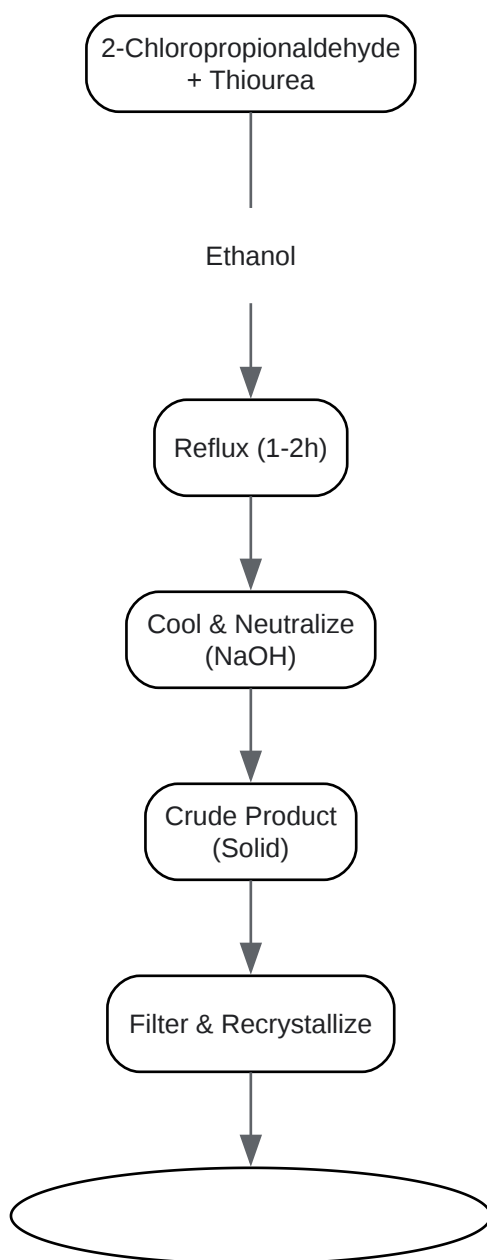 2-Chloropropionaldehyde
+ Thiourea
Ethanol
Reflux (1-2h)
Cool & Neutralize
(NaOH)
Crude Product
(Solid)
Filter & Recrystallize